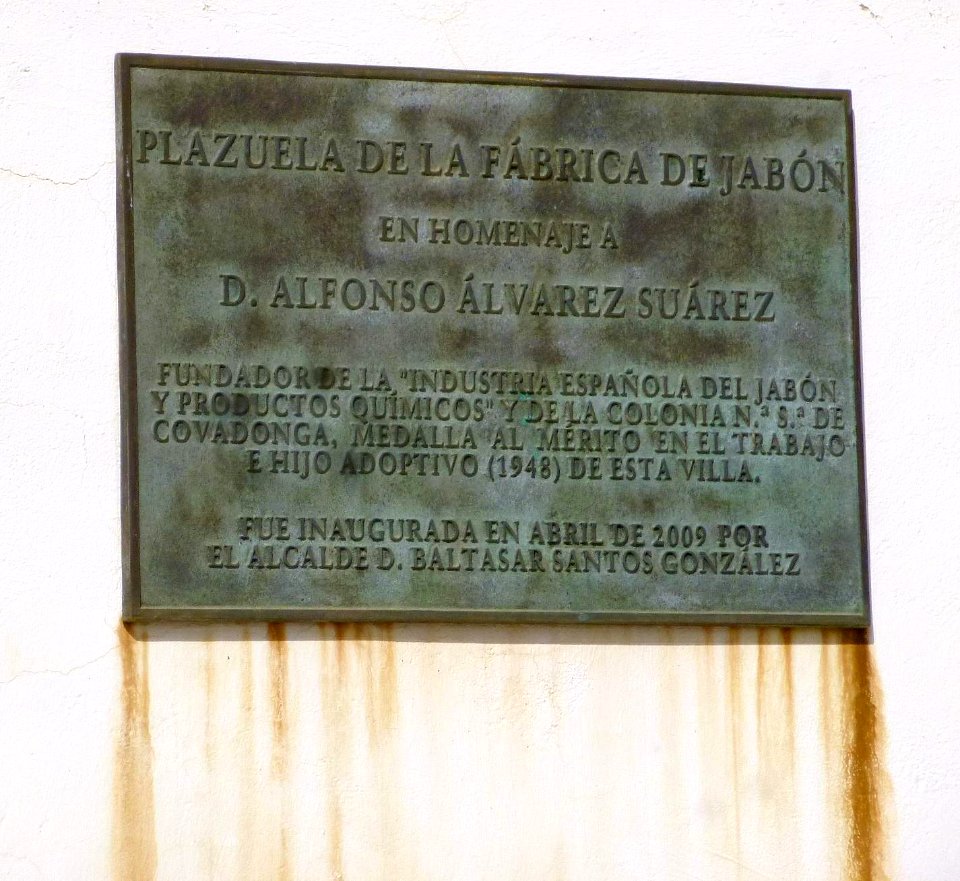 PLAZUELA DE LA FÁBRICA DE JABÓN
EN HOMENAJE A
D. ALFONSO ÁLVAREZ SUÁREZ
FUNDADOR DE LA "INDUSTRIA ESPAÑOLA DEL JABÓN
Y PRODUCTOS QUÍMICOS" Y DE LA COLONIA N.ª S.ª DE
COVADONGA, MEDALLA AL MÉRITO EN EL TRABAJO
E HIJO ADOPTIVO (1948) DE ESTA VILLA.
FUE INAUGURADA EN ABRIL DE 2009 POR
EL ALCALDE D. BALTASAR SANTOS GONZÁLEZ